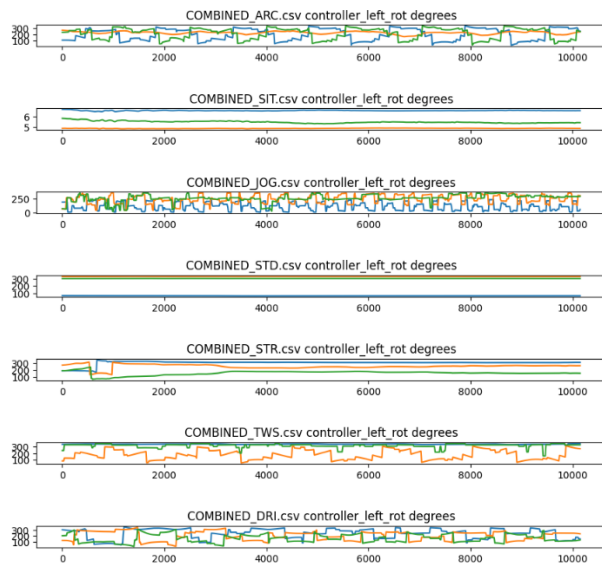 COMBINED_ARC.csv controller_left_rot degrees
300
200
100
0 2000 4000 6000 8000 10000
COMBINED_SIT.csv controller_left_rot degrees
6
5
0 2000 4000 6000 8000 10000
COMBINED_JOG.csv controller_left_rot degrees
250
0
0 2000 4000 6000 8000 10000
COMBINED_STD.csv controller_left_rot degrees
300
200
100
0 2000 4000 6000 8000 10000
COMBINED_STR.csv controller_left_rot degrees
300
200
100
0 2000 4000 6000 8000 10000
COMBINED_TWS.csv controller_left_rot degrees
300
200
100
0 2000 4000 6000 8000 10000
COMBINED_DRI.csv controller_left_rot degrees
300
200
100
0 2000 4000 6000 8000 10000